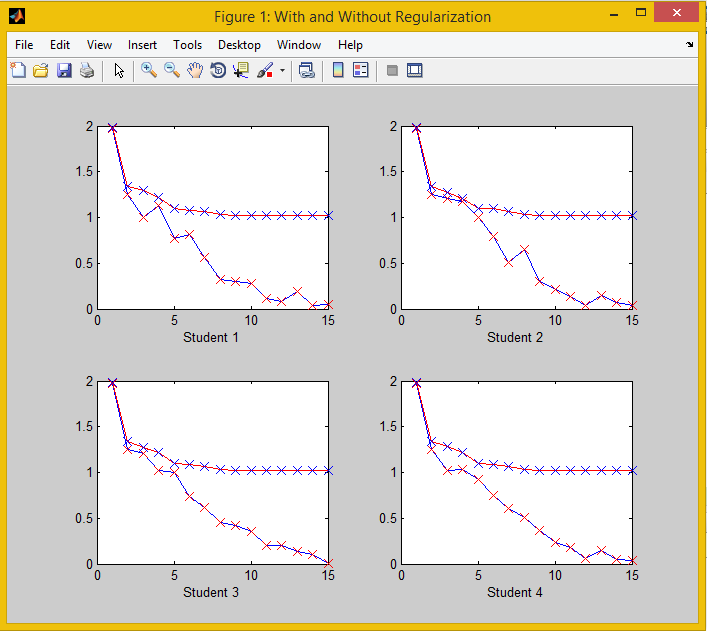 Figure 1: With and Without Regularization
File Edit View Insert Tools Desktop Window Help
2
1.5
1
0.5
0
0 5 10 15
Student 1
2
1.5
1
0.5
0
0 5 10 15
Student 2
2
1.5
1
0.5
0
0 5 10 15
Student 3
2
1.5
1
0.5
0
0 5 10 15
Student 4